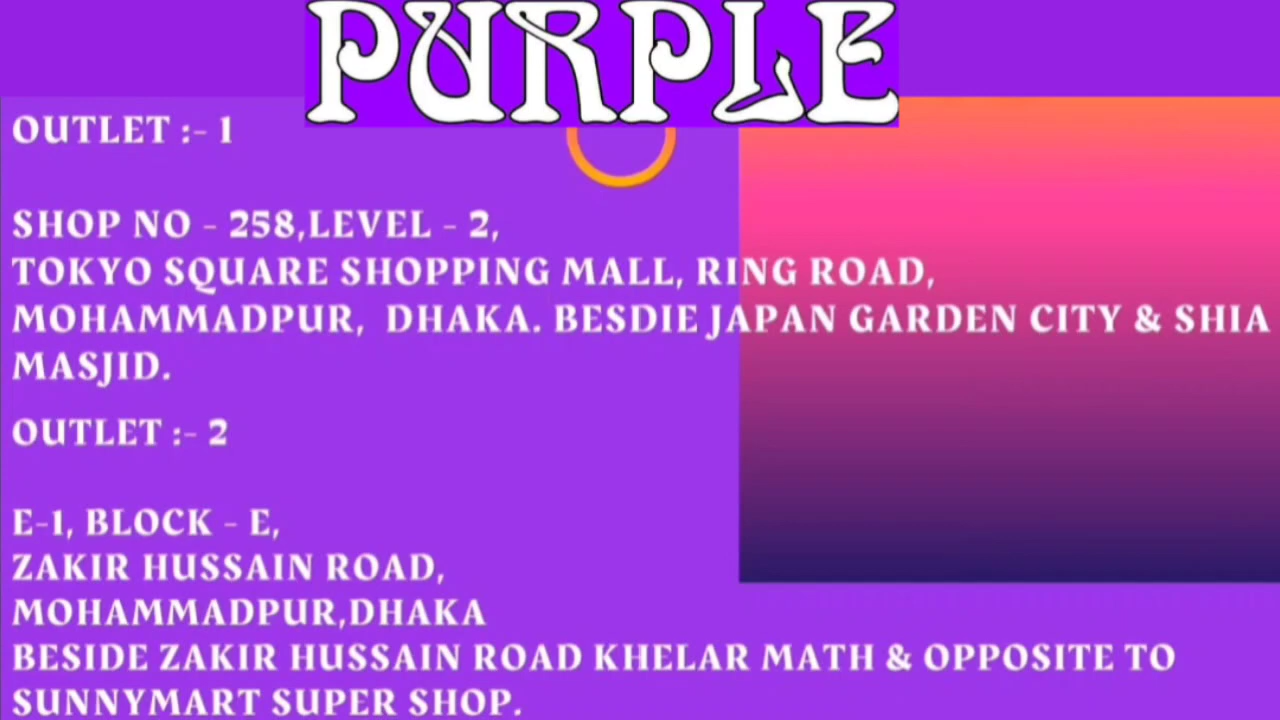 PURPLE
OUTLET :- 1
SHOP NO - 258,LEVEL - 2,
TOKYO SQUARE SHOPPING MALL, RING ROAD,
MOHAMMADPUR, DHAKA. BESDIE JAPAN GARDEN CITY & SHIA
MASJID.
OUTLET :- 2
E-1, BLOCK - E,
ZAKIR HUSSAIN ROAD,
MOHAMMADPUR,DHAKA
BESIDE ZAKIR HUSSAIN ROAD KHELAR MATH & OPPOSITE TO
SUNNYMART SUPER SHOP.